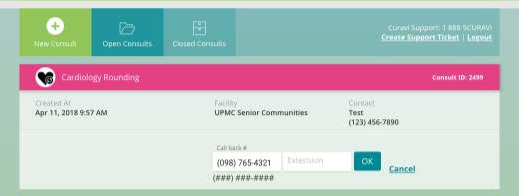 New Consult
Open Consults
Closed Consults
Curavi Support: 1 888-5CURAVI
Create Support Ticket | Logout
Cardiology Rounding
Consult ID: 2499
Created At
Apr 11, 2018 9:57 AM
Facility
UPMC Senior Communities
Contact
Test
(123) 456-7890
Call back #
(098) 765-4321
Extension
OK
Cancel
(###) ###-####